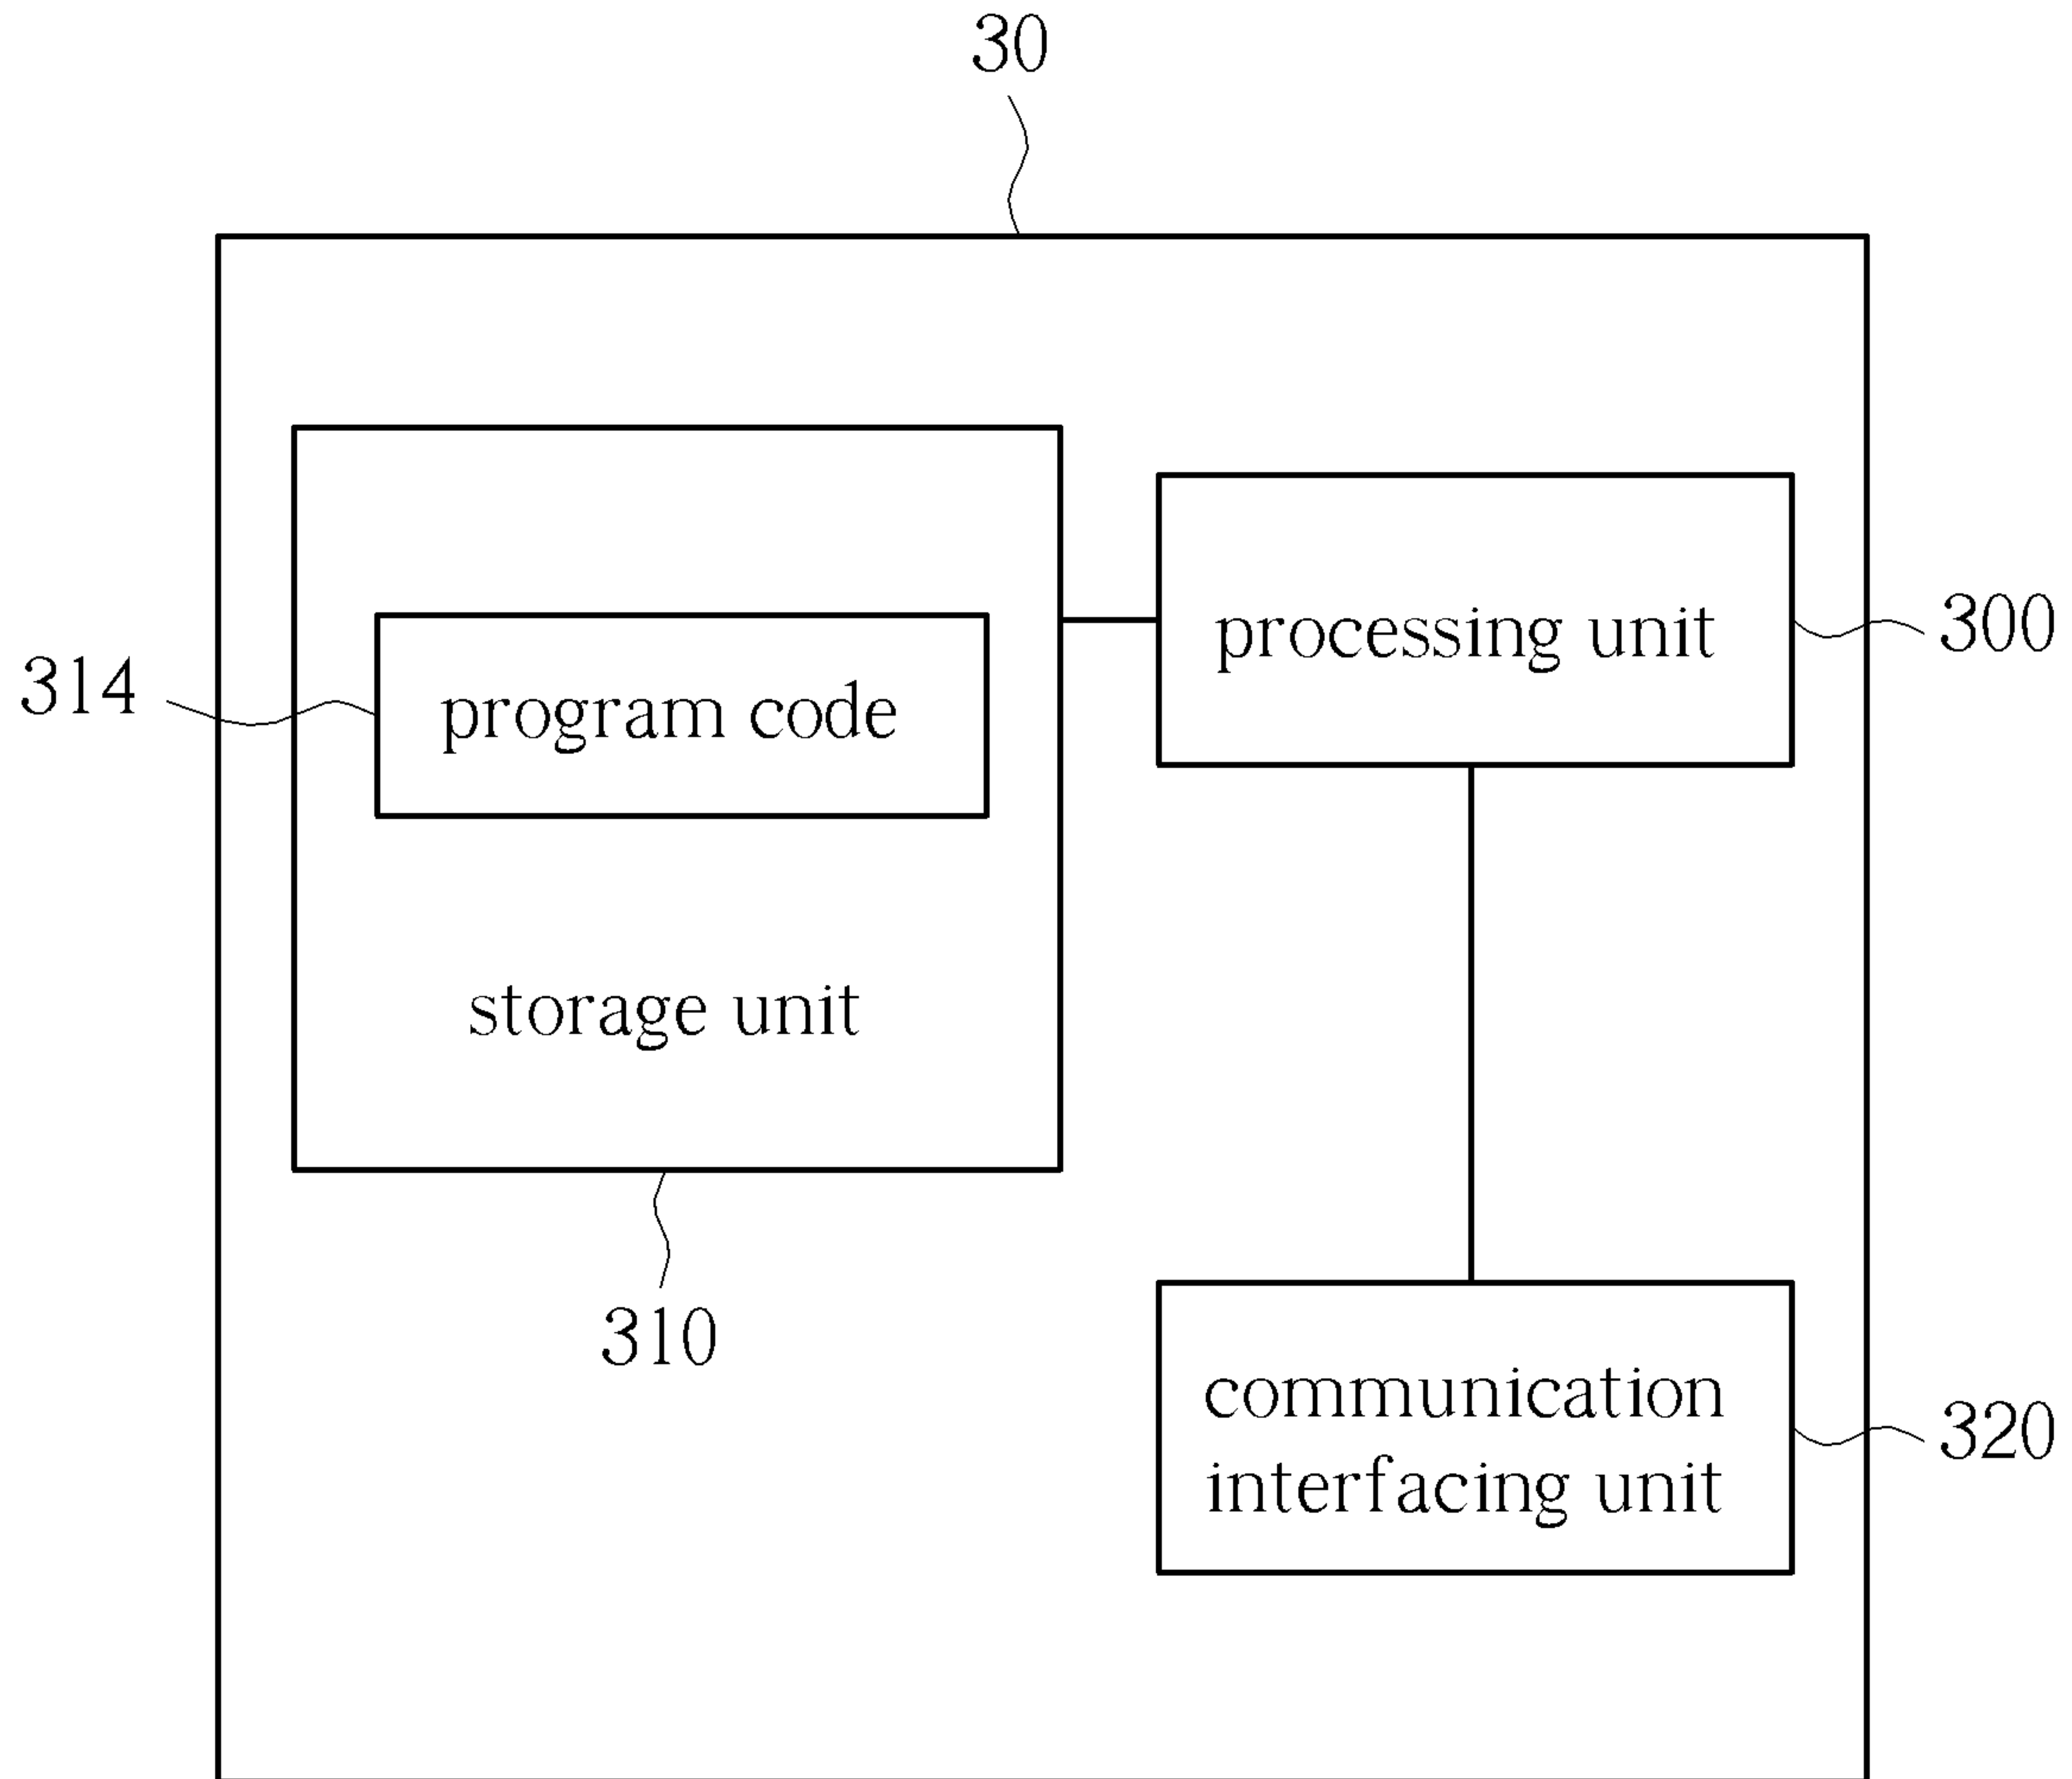 30
processing unit
300
314
program code
storage unit
310
communication
interfacing unit
320